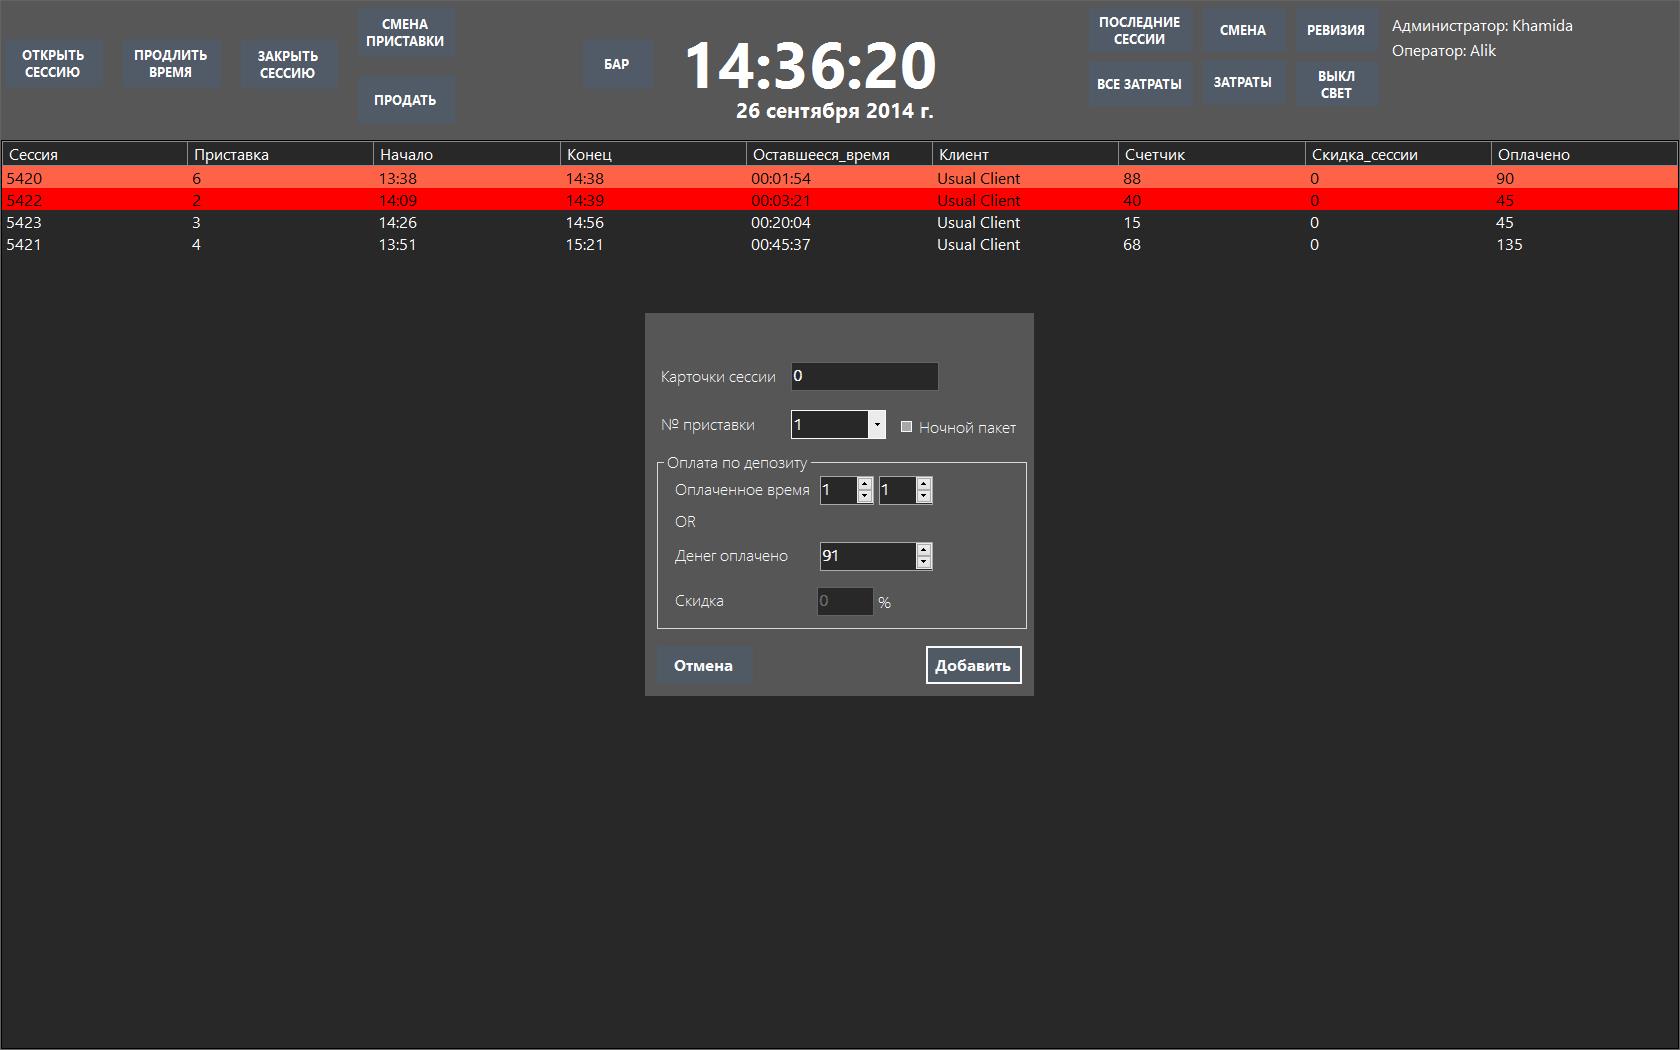 ОТКРЫТЬ
СЕССИЮ
ПРОДЛИТЬ
ВРЕМЯ
ЗАКРЫТЬ
СЕССИЮ
СМЕНА
ПРИСТАВКИ
ПРОДАТЬ
БАР
14:36:20
26 сентября 2014 г.
ПОСЛЕДНИЕ
СЕССИИ
СМЕНА
РЕВИЗИЯ
ВСЕ ЗАТРАТЫ
ЗАТРАТЫ
ВЫКЛ
СВЕТ
Администратор: Khamida
Оператор: Alik
Сессия Приставка Начало Конец Оставшееся_время Клиент Счетчик Скидка_сессии Оплачено
5420 6 13:38 14:38 00:01:54 Usual Client 88 0 90
5422 2 14:09 14:39 00:03:21 Usual Client 40 0 45
5423 3 14:26 14:56 00:20:04 Usual Client 15 0 45
5421 4 13:51 15:21 00:45:37 Usual Client 68 0 135
Карточки сессии 0
№ приставки 1 Ночной пакет
Оплата по депозиту
Оплаченное время 1 1
OR
Денег оплачено 91
Скидка 0 %
Отмена Добавить